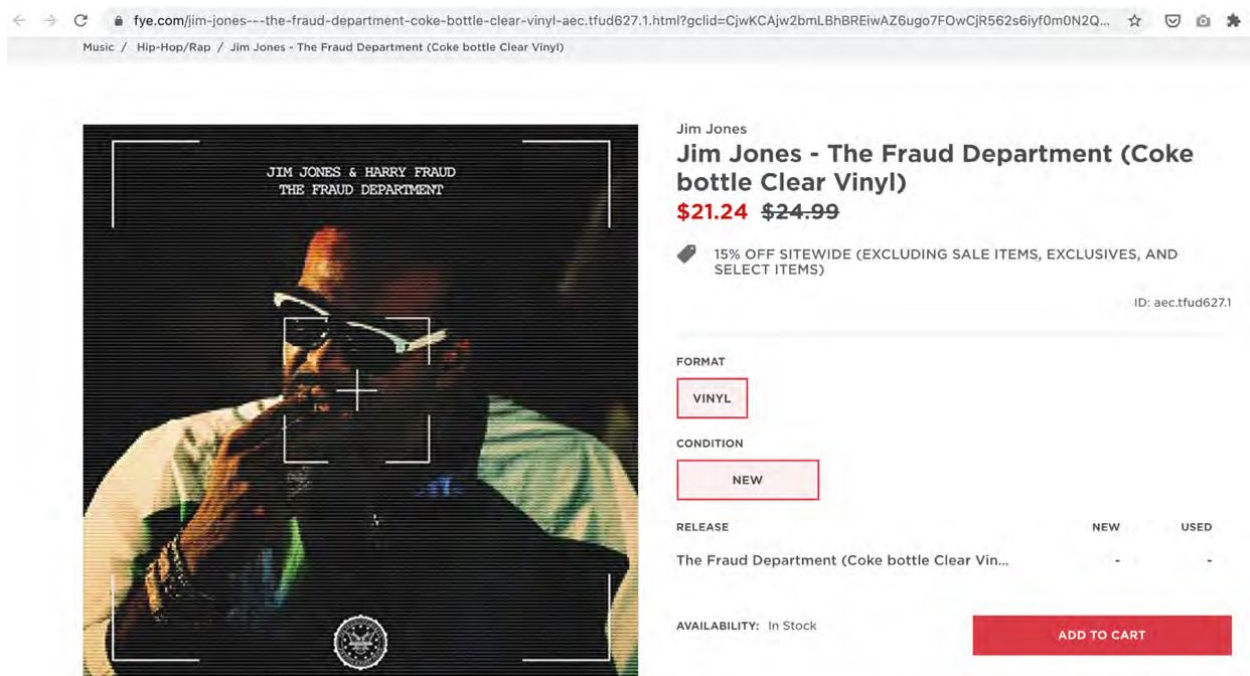 fye.com/jim-jones---the-fraud-department-coke-bottle-clear-vinyl-aec.tfud627.1.html?gclid=CjwKCAjw2bmLBhBREiwAZ6ugo7FOwCjR562s6iyf0m0N2Q...
Music / Hip-Hop/Rap / Jim Jones - The Fraud Department (Coke bottle Clear Vinyl)
JIM JONES & HARRY FRAUD
THE FRAUD DEPARTMENT
Jim Jones
Jim Jones - The Fraud Department (Coke
bottle Clear Vinyl)
$21.24 $24.99
15% OFF SITEWIDE (EXCLUDING SALE ITEMS, EXCLUSIVES, AND
SELECT ITEMS)
ID: aec.tfud627.1
FORMAT
VINYL
CONDITION
NEW
RELEASE NEW USED
The Fraud Department (Coke bottle Clear Vin... - -
AVAILABILITY: In Stock
ADD TO CART